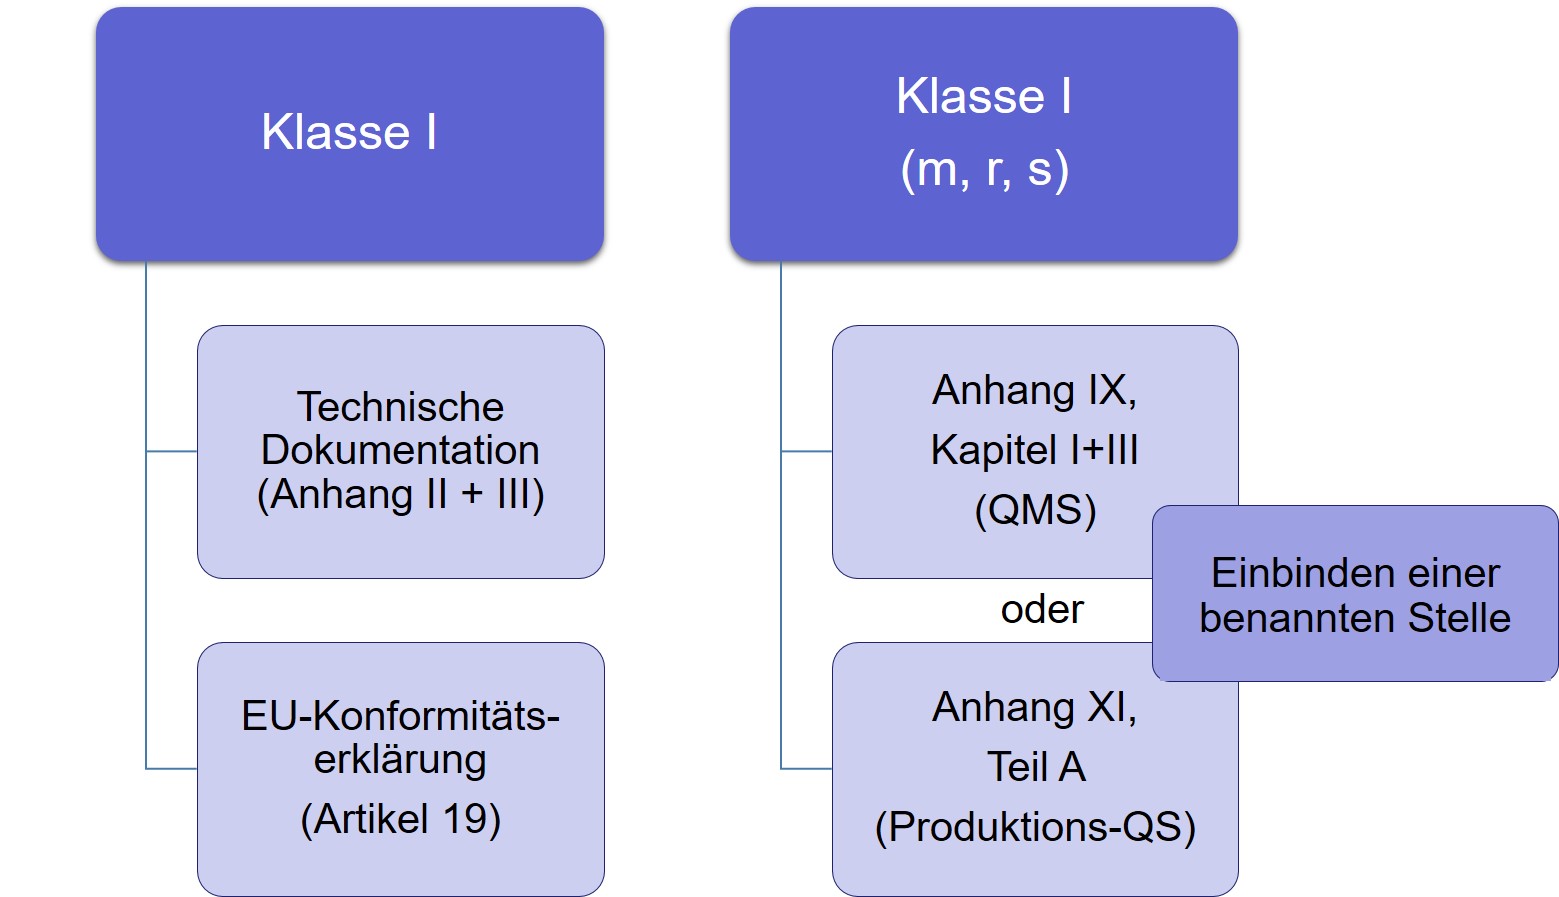 Klasse I
Technische
Dokumentation
(Anhang II + III)
EU-Konformitäts-
erklärung
(Artikel 19)
Klasse I
(m, r, s)
Anhang IX,
Kapitel I+III
(QMS)
oder
Anhang XI,
Teil A
(Produktions-QS)
Einbinden einer
benannten Stelle